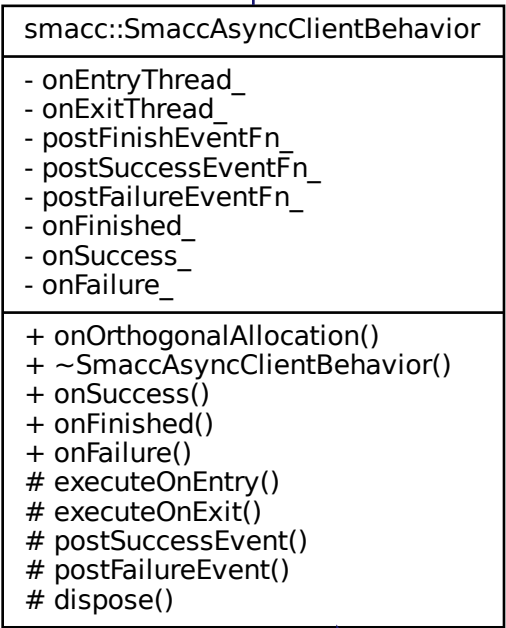 smacc::SmaccAsyncClientBehavior
- onEntryThread_
- onExitThread_
- postFinishEventFn_
- postSuccessEventFn_
- postFailureEventFn_
- onFinished_
- onSuccess_
- onFailure_
+ onOrthogonalAllocation()
+ ~SmaccAsyncClientBehavior()
+ onSuccess()
+ onFinished()
+ onFailure()
# executeOnEntry()
# executeOnExit()
# postSuccessEvent()
# postFailureEvent()
# dispose()